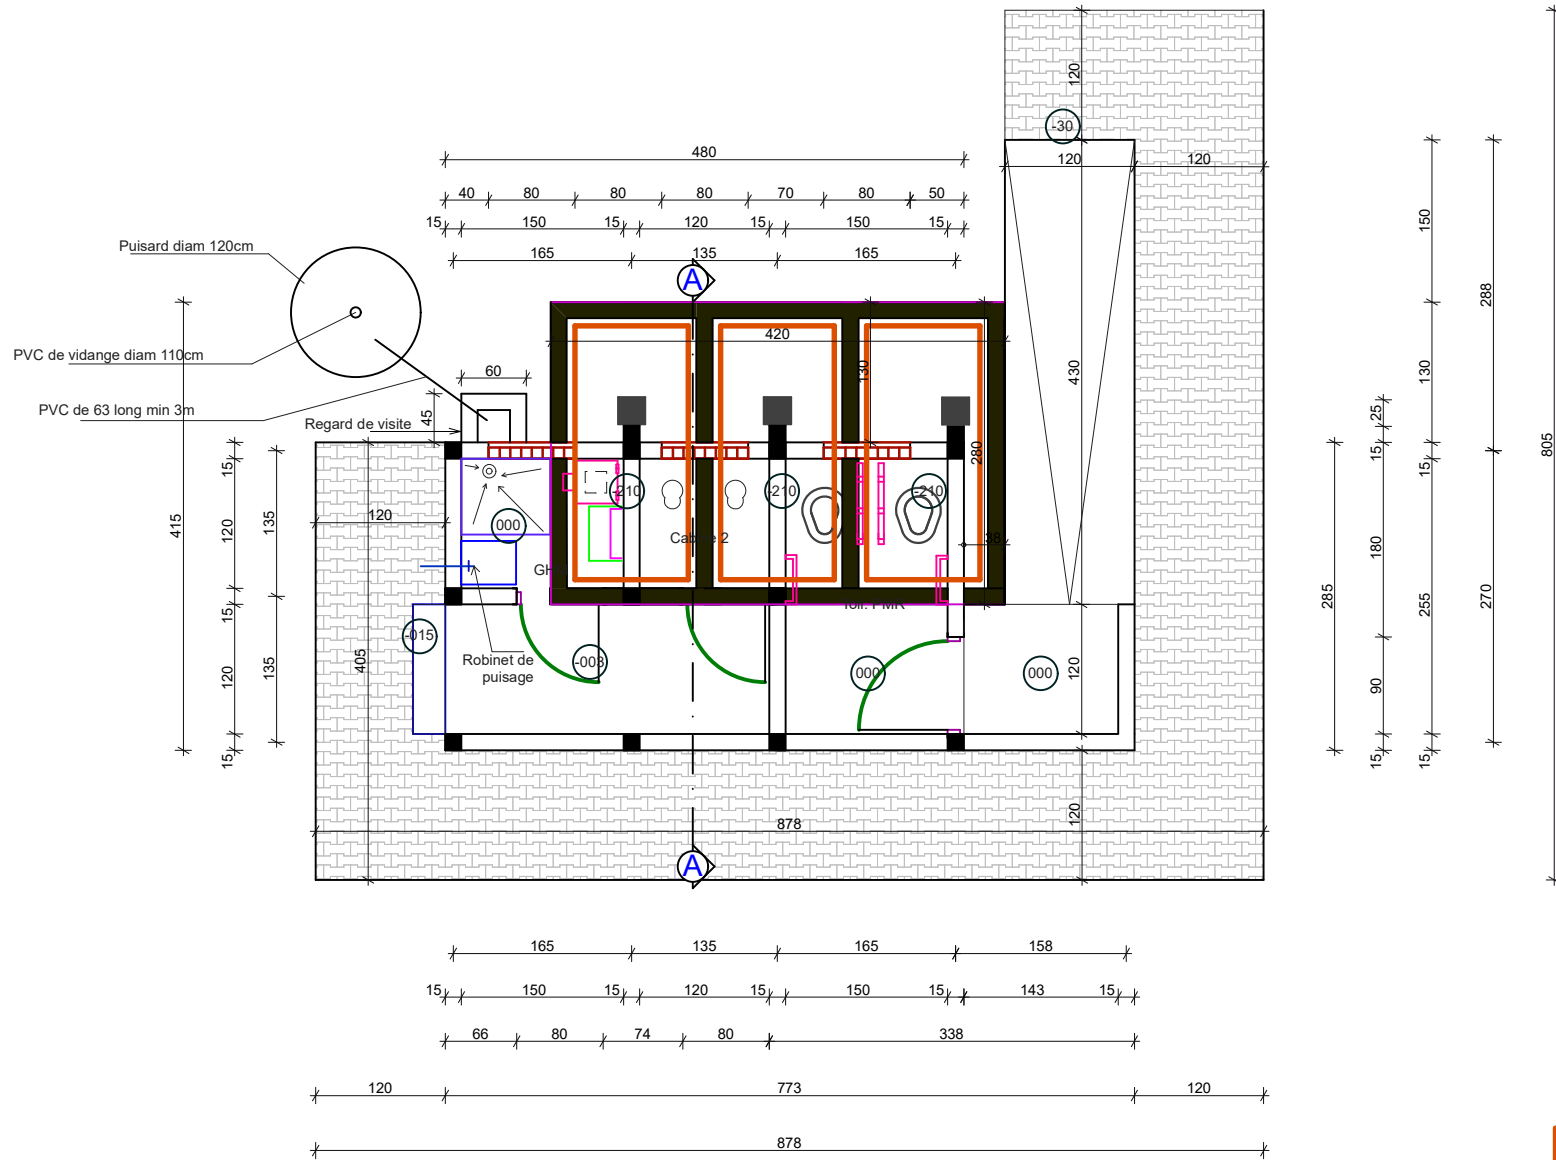 120
-30
480
120
120
40 80 80 80 70 80 50
15 150 15 120 15 150 15
150
Puisard diam 120cm
165 135 165
A
288
420
PVC de vidange diam 110cm
60
130
430
130
PVC de 63 long min 3m
Regard de visite
45
25
805
15
280
15
15
-210
-210
-210
415
120
120
135
000
180
Cab 2
38
GH
285
255
270
15
-015
405
-003
Robinet de
puisage
000
000
120
135
120
90
15
15
15
120
878
A
165 135 165 158
15 150 15 120 15 150 15 143 15
66 80 74 80 338
120 773 120
878